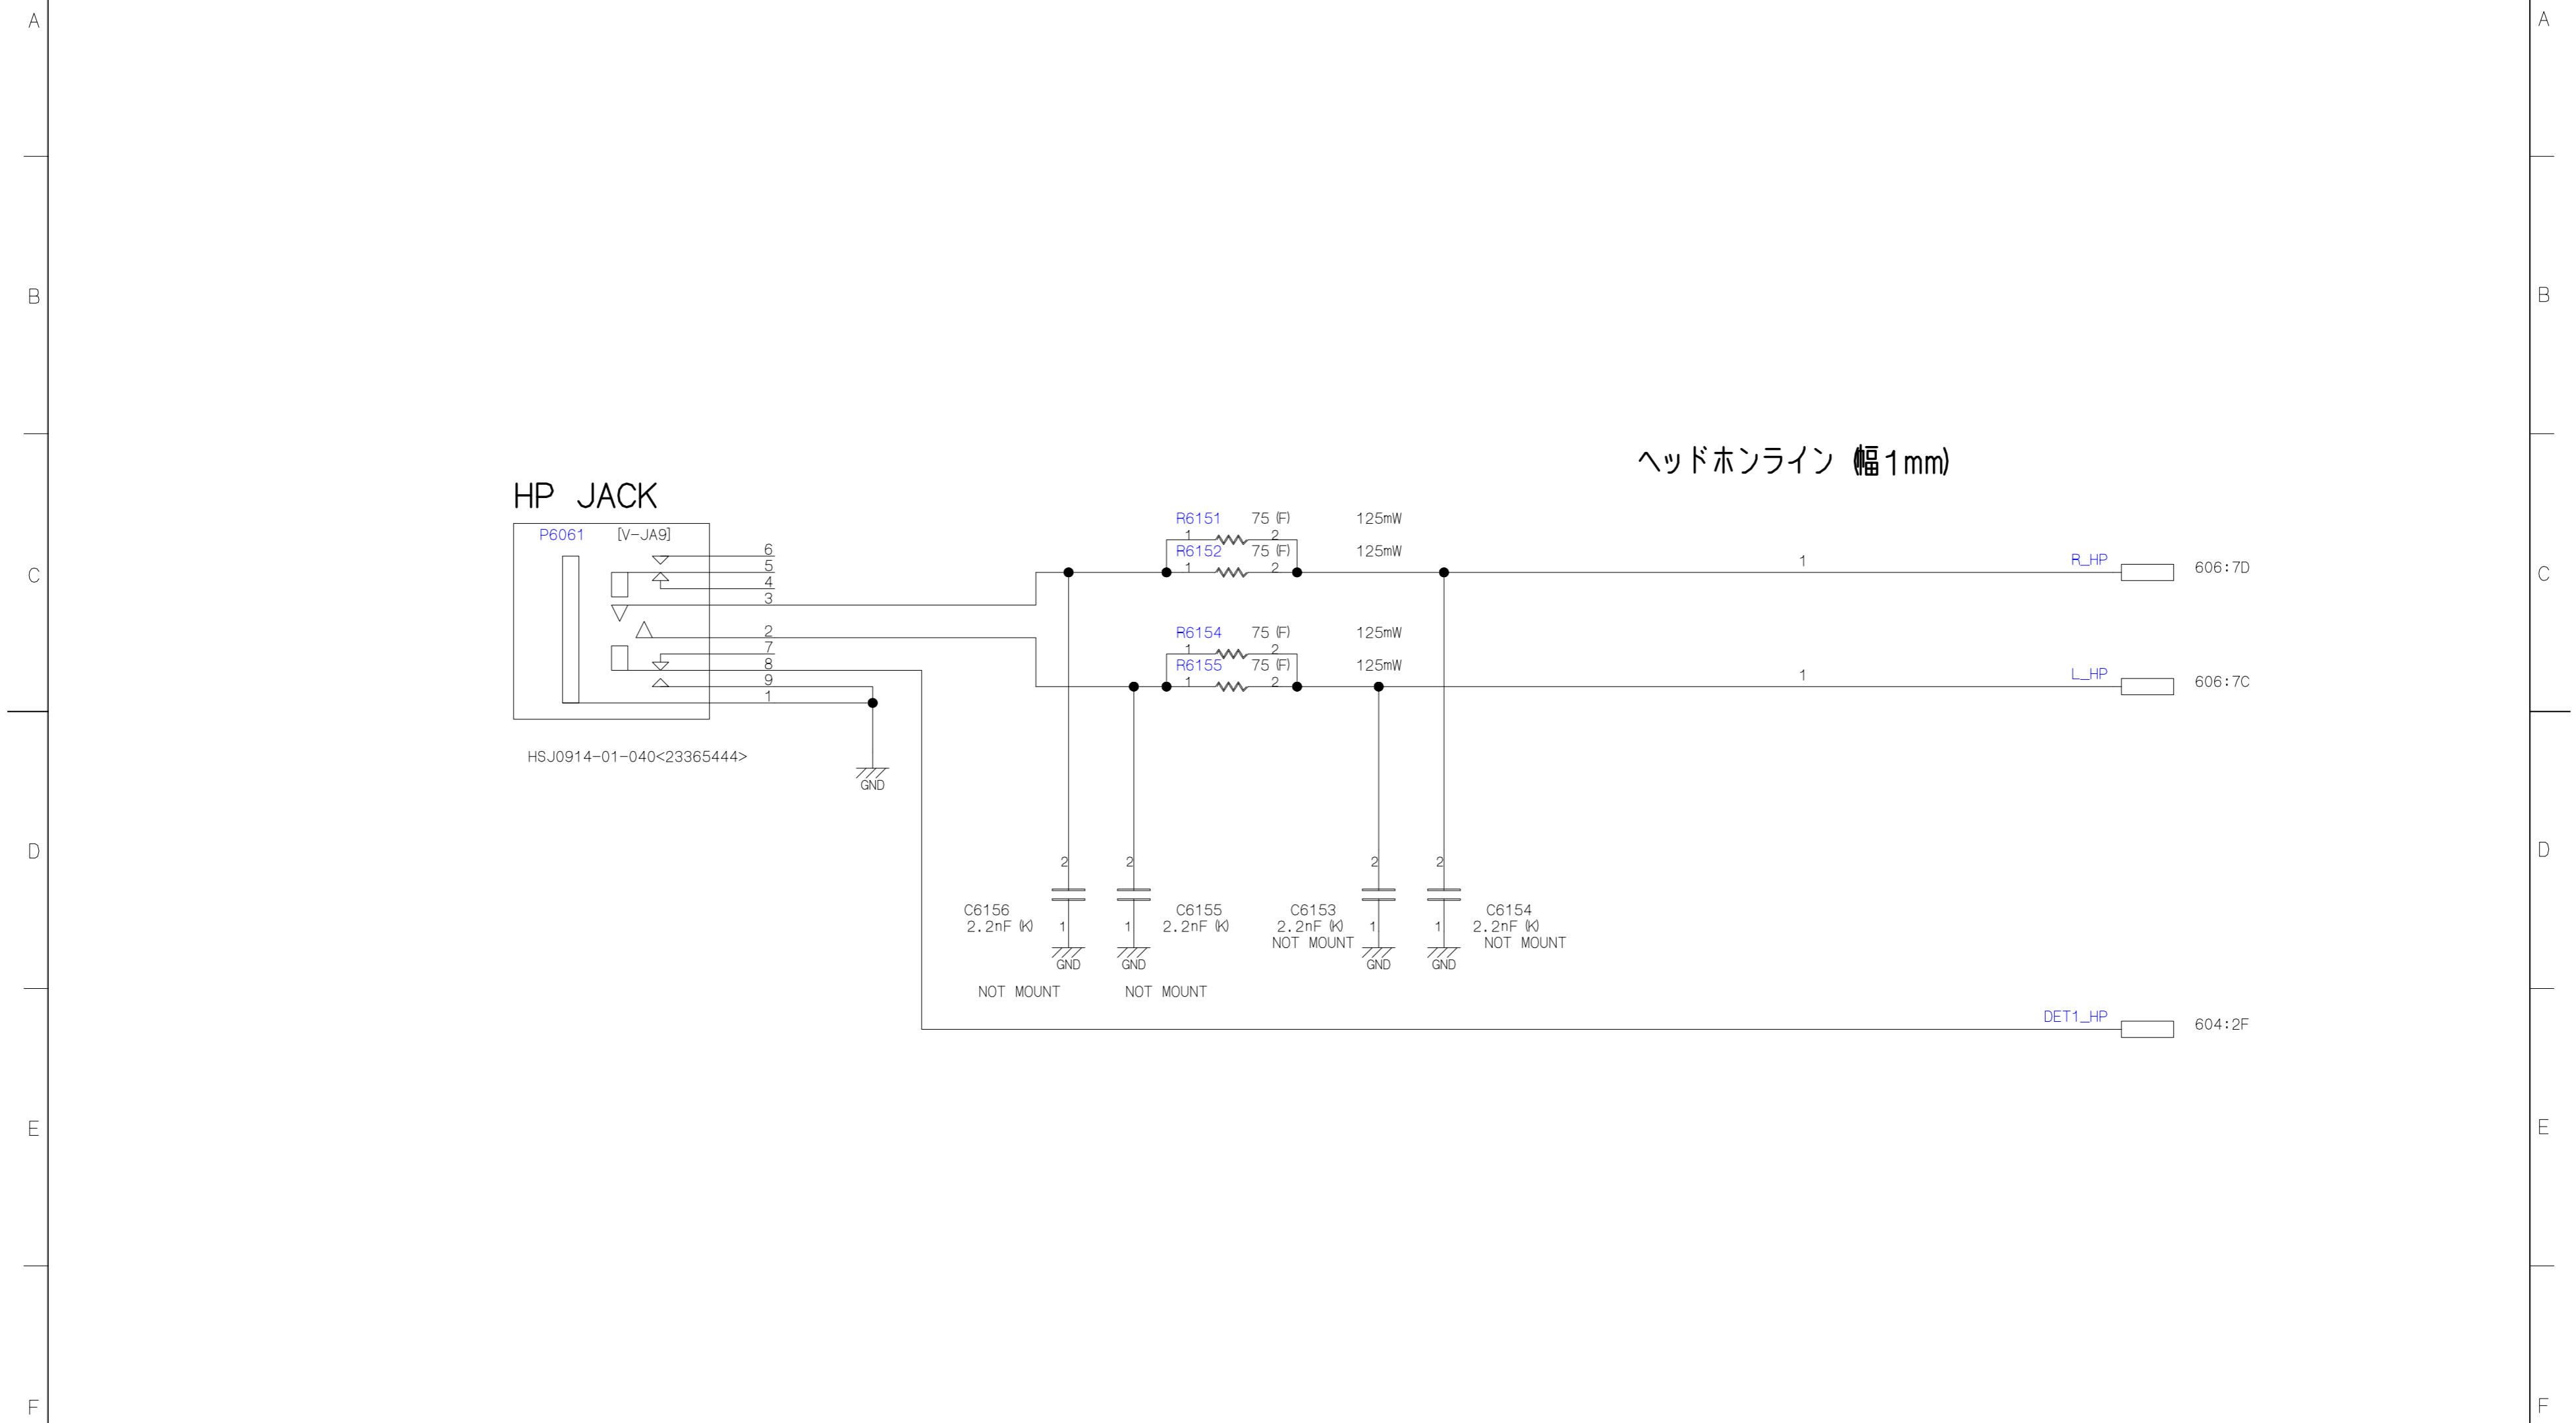 A A
B B
ヘッドホンライン (幅1mm)
HP JACK
P6061 [V-JA9]
R6151 75(F) 125mW
1 2
R6152 75(F) 125mW
1 2
6
5
4
3
2
7
8
9
1
1 R_HP 606:7D
C C
R6154 75(F) 125mW
1 2
R6155 75(F) 125mW
1 2
1 L_HP 606:7C
HSJ0914-01-040<23365444>
GND
D D
2 2 2 2
C6156 C6155 C6153 C6154
2.2nF(K) 1 1 2.2nF(K) 2.2nF(K) 1 1 2.2nF(K)
NOT MOUNT NOT MOUNT
GND GND GND GND
NOT MOUNT NOT MOUNT
DET1_HP 604:2F
E E
F F